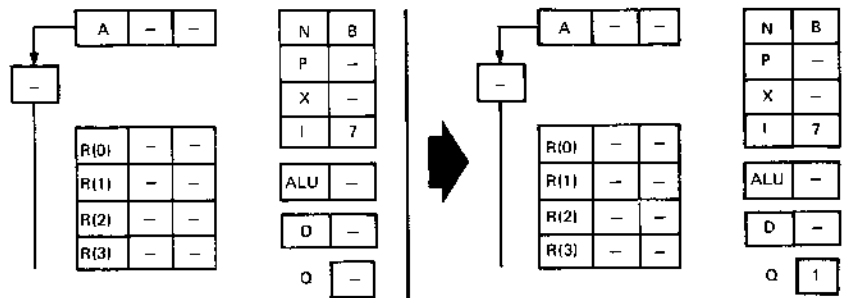 A – –
N B
P –
–
X –
I 7
R(0) – –
R(1) – –
ALU –
R(2) – –
D –
R(3) – –
Q –
A – –
N B
P –
–
X –
I 7
R(0) – –
R(1) – –
ALU –
R(2) – –
D –
R(3) – –
Q 1